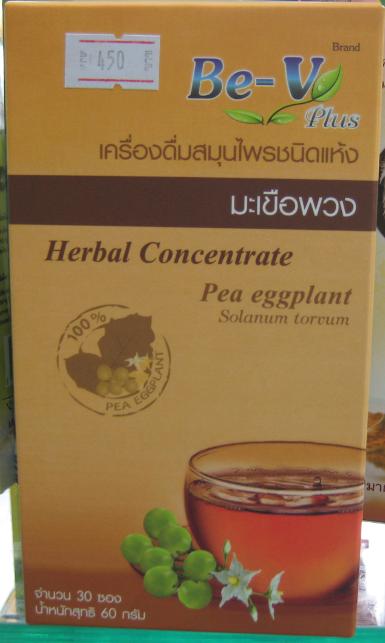 450
Brand
Be-V
Plus
เครื่องดื่มสมุนไพรชนิดแห้ง
มะเขือพวง
Herbal Concentrate
Pea eggplant
Solanum torvum
100%
PEA EGGPLANT
จำนวน 30 ซอง
น้ำหนักสุทธิ 60 กรัม